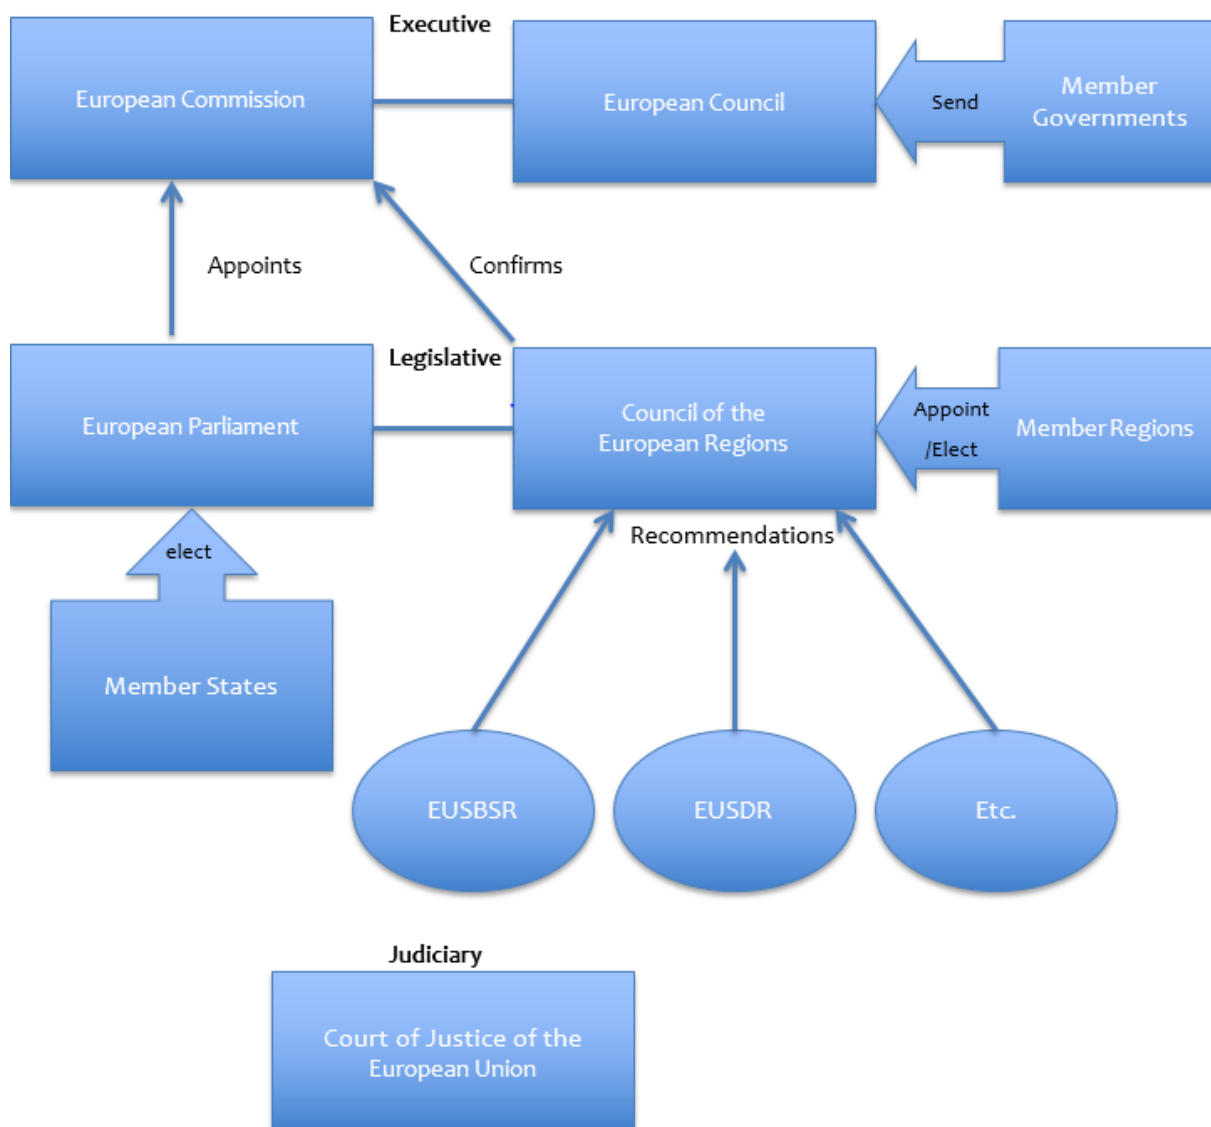 Executive
European Commission
European Council
Send
Member
Governments
Appoints
Confirms
Legislative
European Parliament
Council of the
European Regions
Appoint
/Elect
Member Regions
elect
Recommendations
Member States
EUSBSR
EUSDR
Etc.
Judiciary
Court of Justice of the
European Union